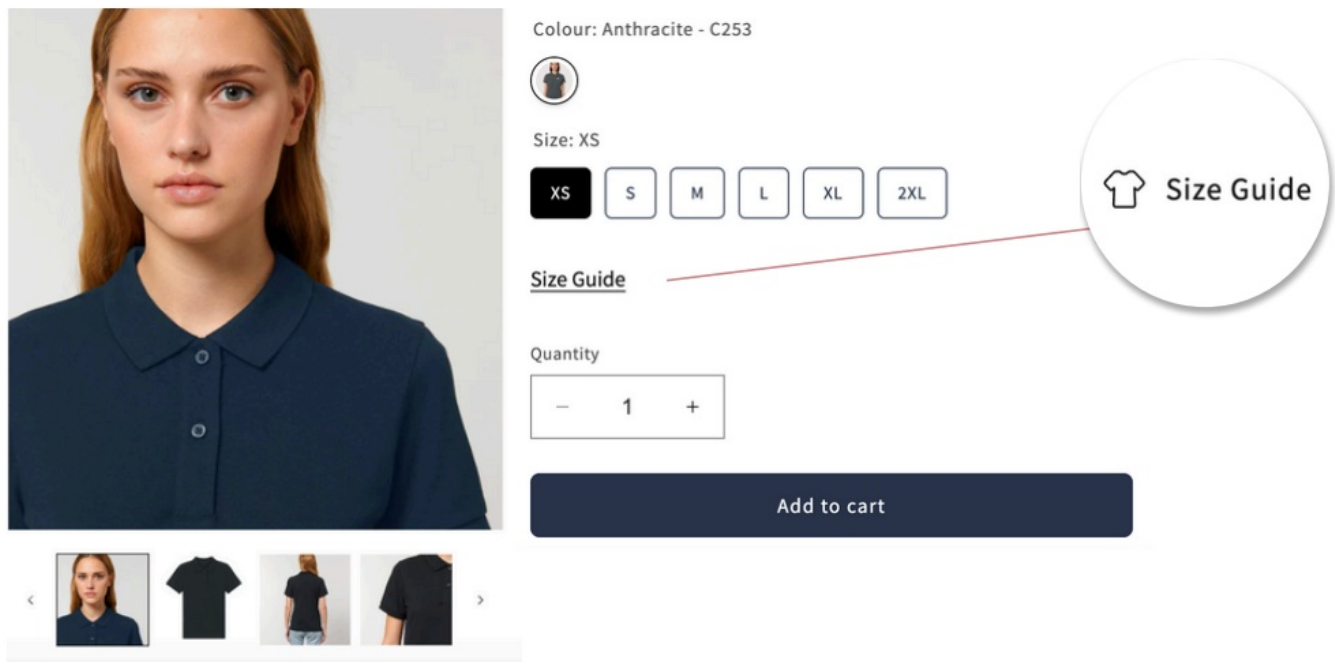 Colour: Anthracite - C253
Size: XS
XS S M L XL 2XL
Size Guide
Size Guide
Quantity
− 1 +
Add to cart